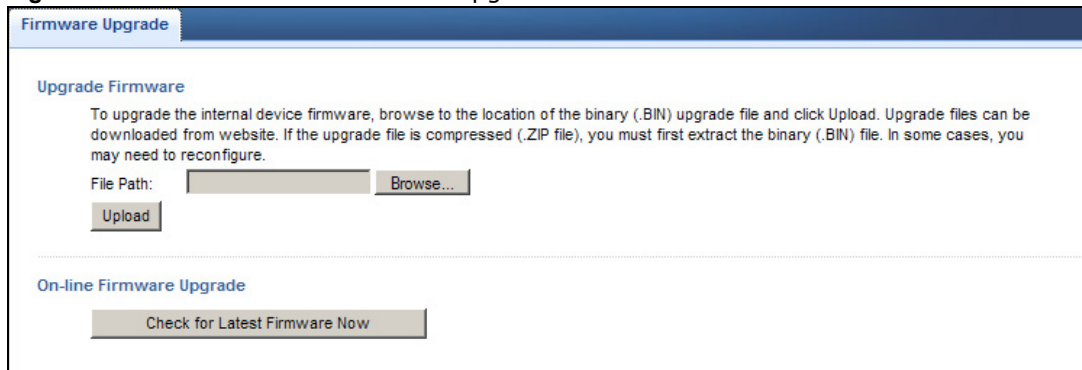 Firmware Upgrade
Upgrade Firmware
To upgrade the internal device firmware, browse to the location of the binary (.BIN) upgrade file and click Upload. Upgrade files can be
downloaded from website. If the upgrade file is compressed (.ZIP file), you must first extract the binary (.BIN) file. In some cases, you
may need to reconfigure.
File Path: Browse...
Upload
On-line Firmware Upgrade
Check for Latest Firmware Now